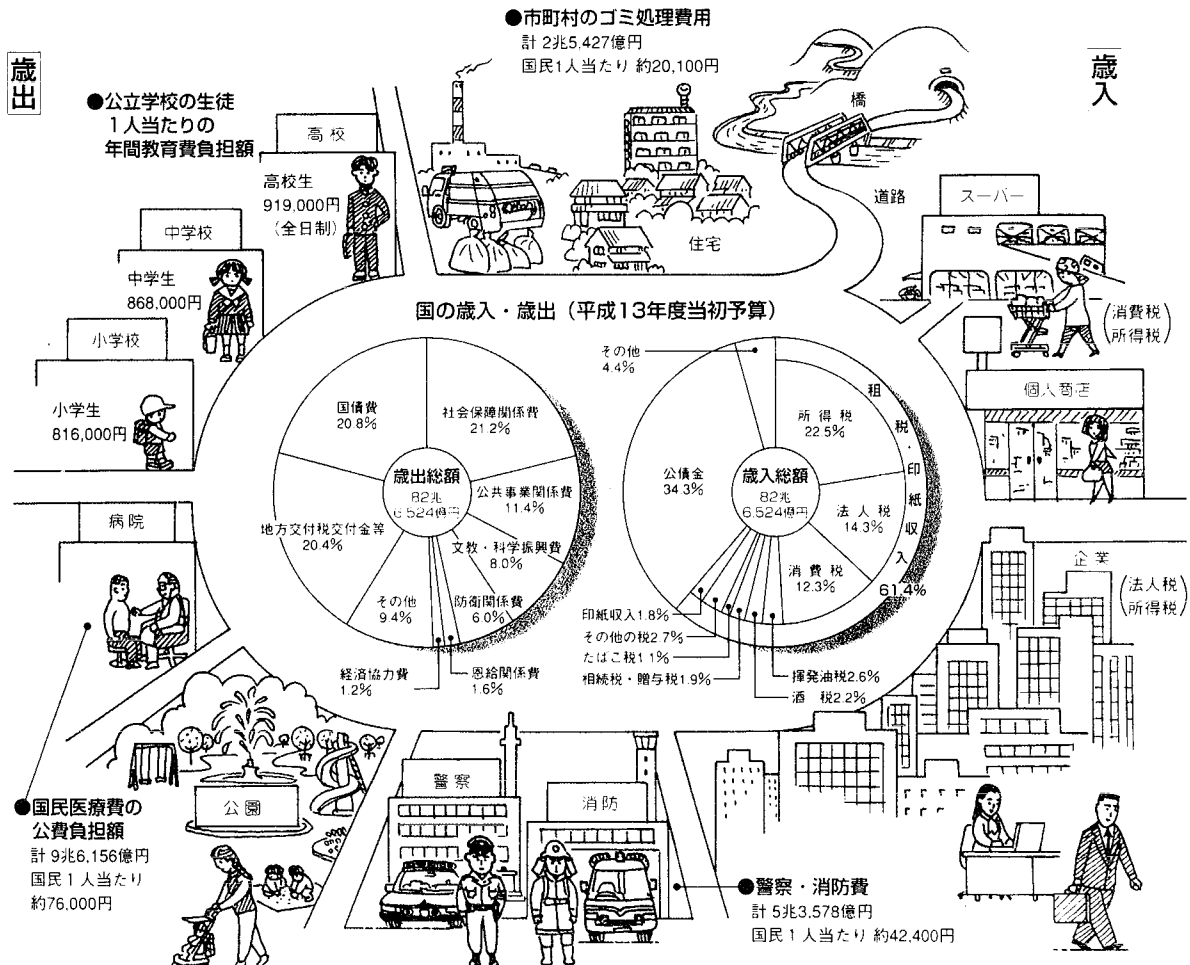 歳出
歳入
●市町村のゴミ処理費用
計 2兆5,427億円
国民1人当たり 約20,100円
●公立学校の生徒
1人当たりの
年間教育費負担額
高校
高校生
919,000円
(全日制)
中学校
中学生
868,000円
小学校
小学生
816,000円
橋
道路
住宅
スーパー
(消費税
所得税)
個人商店
国の歳入・歳出(平成13年度当初予算)
国債費
20.8%
社会保障関係費
21.2%
公共事業関係費
11.4%
文教・科学振興費
8.0%
防衛関係費
6.0%
恩給関係費
1.6%
経済協力費
1.2%
その他
9.4%
地方交付税交付金等
20.4%
歳出総額
82兆
6,524億円
その他
4.4%
公債金
34.3%
租税・印紙収入
61.4%
所得税
22.5%
法人税
14.3%
消費税
12.3%
揮発油税2.6%
酒 税2.2%
相続税・贈与税1.9%
たばこ税1.1%
その他の税2.7%
印紙収入1.8%
歳入総額
82兆
6,524億円
病院
企業
(法人税
所得税)
●国民医療費の
公費負担額
計 9兆6,156億円
国民1人当たり
約76,000円
公園
警察
消防
●警察・消防費
計 5兆3,578億円
国民1人当たり 約42,400円